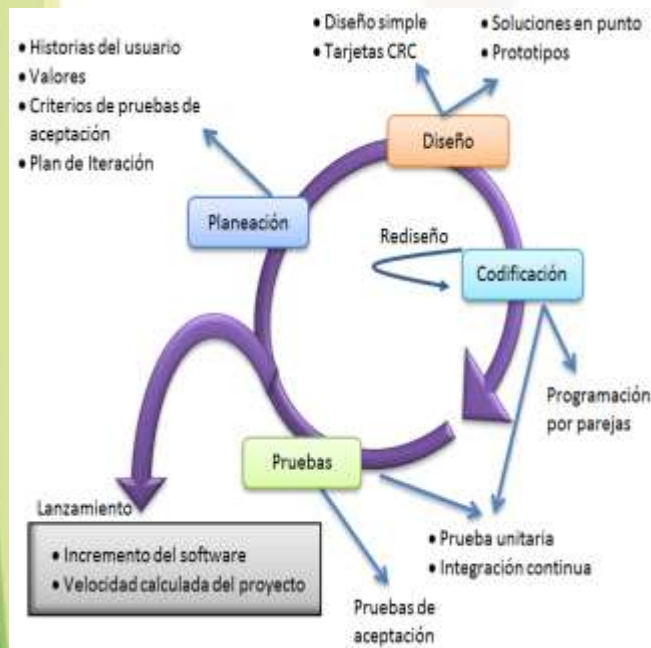 • Historias del usuario
• Valores
• Criterios de pruebas de
aceptación
• Plan de Iteración
• Diseño simple
• Tarjetas CRC
• Soluciones en punto
• Prototipos
Diseño
Planeación
Rediseño
Codificación
Programación
por parejas
Pruebas
Lanzamiento
• Incremento del software
• Velocidad calculada del proyecto
• Prueba unitaria
• Integración continua
Pruebas de
aceptación